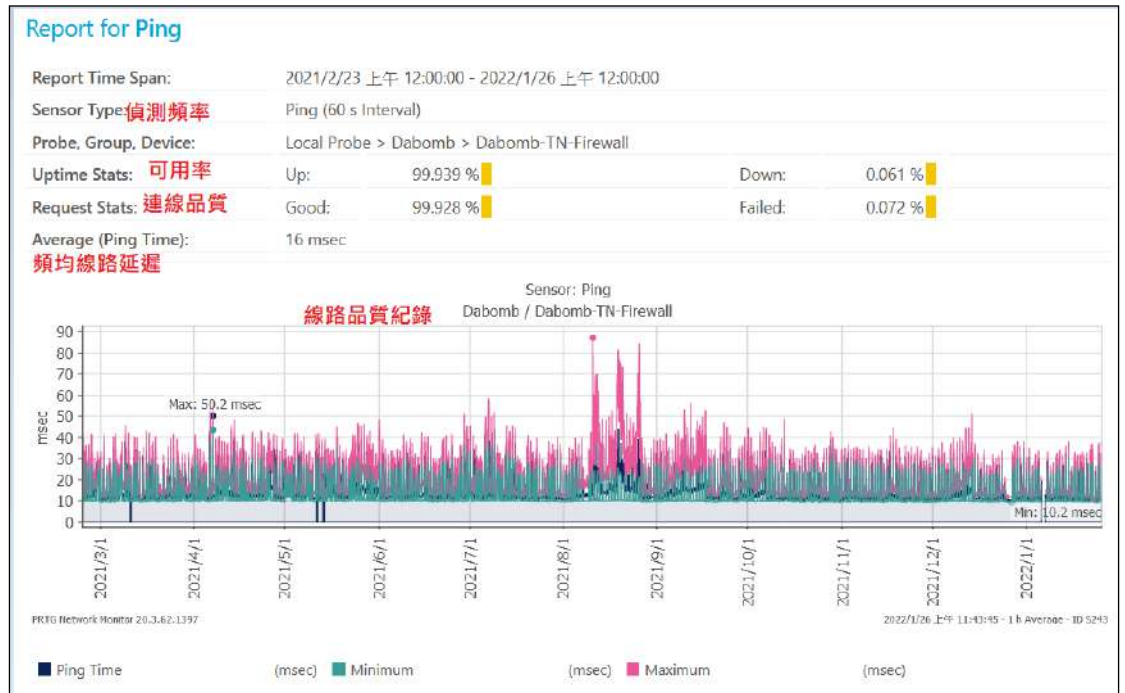 Report for Ping
Report Time Span: 2021/2/23 上午 12:00:00 - 2022/1/26 上午 12:00:00
Sensor Type: 偵測頻率 Ping (60 s Interval)
Probe, Group, Device: Local Probe > Dabomb > Dabomb-TN-Firewall
Uptime Stats: 可用率 Up: 99.939 % Down: 0.061 %
Request Stats: 連線品質 Good: 99.928 % Failed: 0.072 %
Average (Ping Time): 16 msec
頻均線路延遲
Sensor: Ping
線路品質紀錄 Dabomb / Dabomb-TN-Firewall
90
80
70
60
50
40
30
20
10
0
msec
Max: 50.2 msec
Min: 10.2 msec
2021/3/1 2021/4/1 2021/5/1 2021/6/1 2021/7/1 2021/8/1 2021/9/1 2021/10/1 2021/11/1 2021/12/1 2022/1/1
PRTG Network Monitor 20.3.62.1397 2022/1/26 上午 11:43:45 - 1 h Average - ID 5243
Ping Time (msec) Minimum (msec) Maximum (msec)